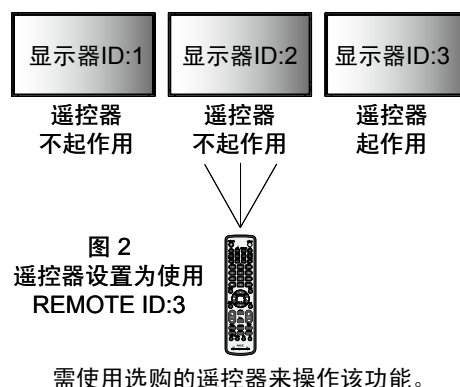 显示器ID:1 显示器ID:2 显示器ID:3
遥控器 遥控器 遥控器
不起作用 不起作用 起作用
图 2
遥控器设置为使用
REMOTE ID:3
需使用选购的遥控器来操作该功能。